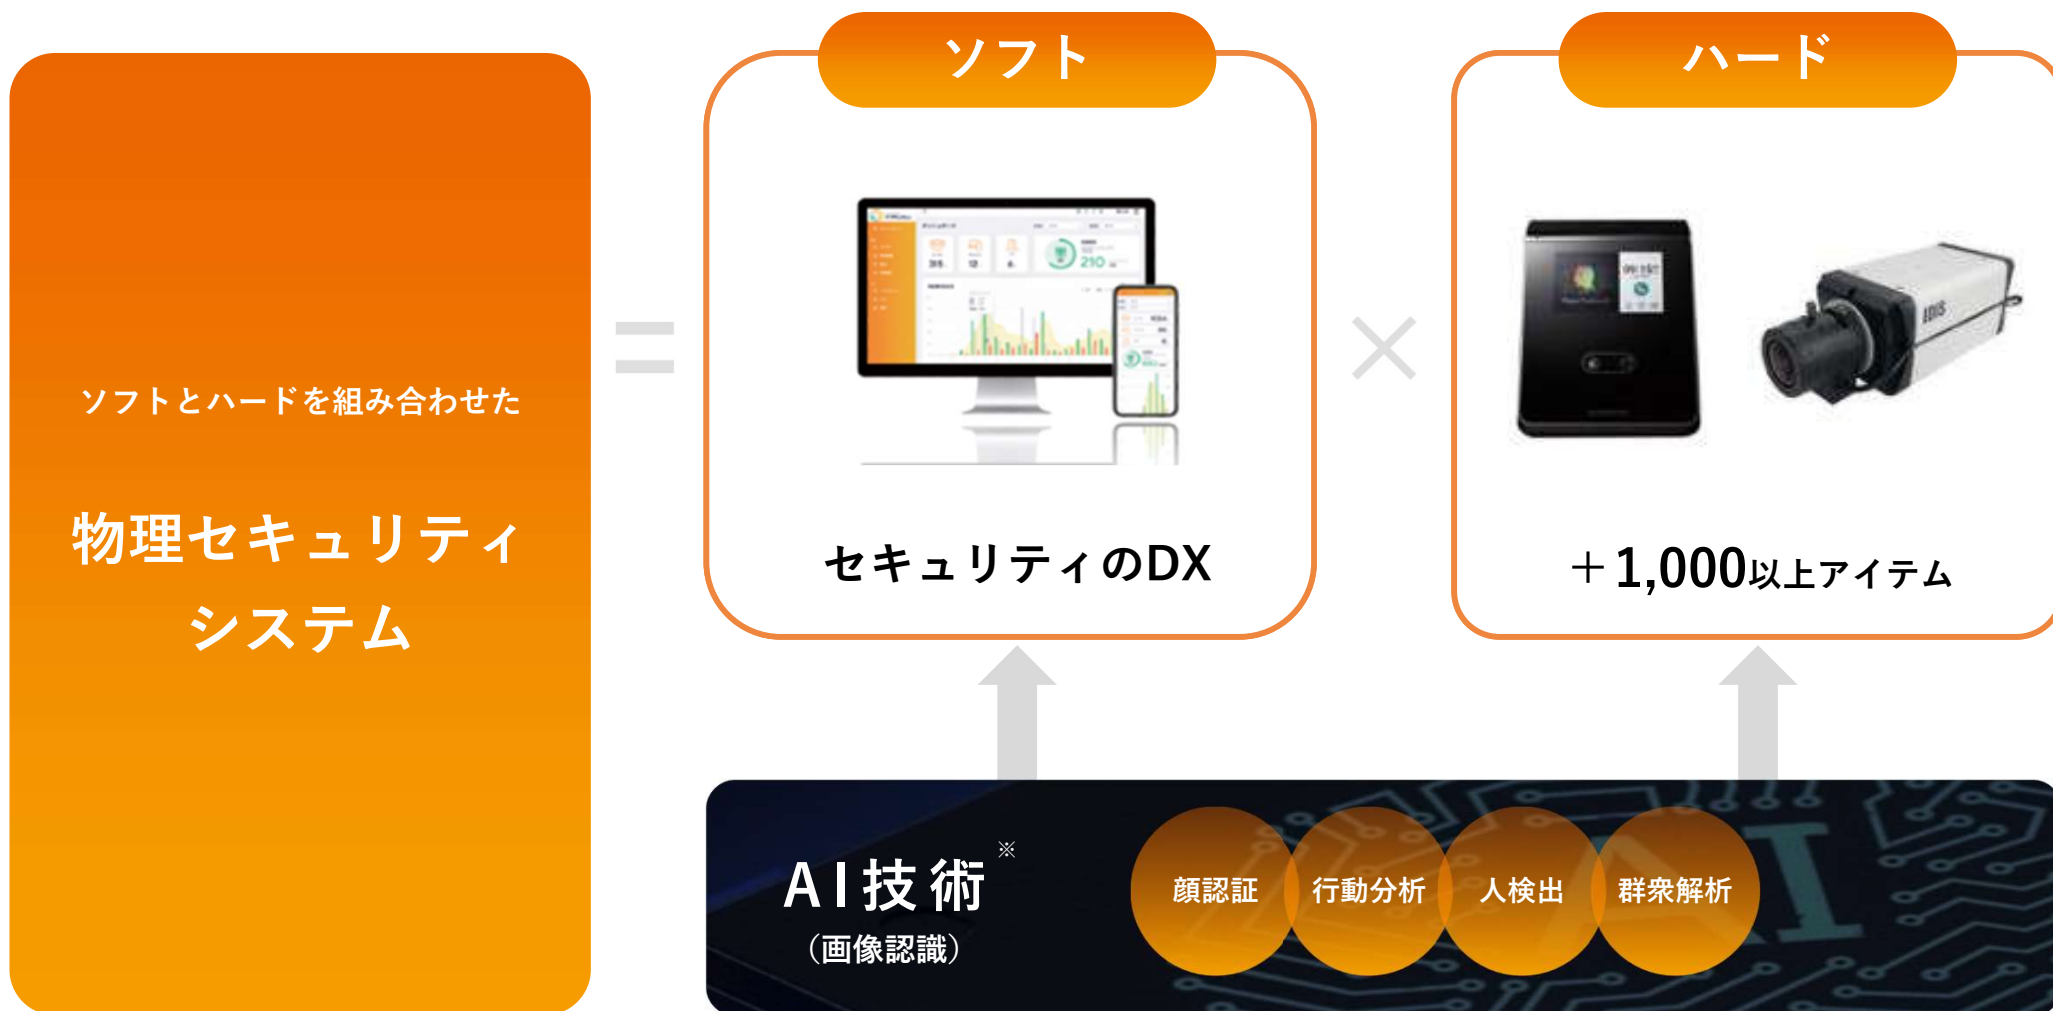 ソフトとハードを組み合わせた
物理セキュリティ
システム
=
ソフト
210
セキュリティのDX
×
ハード
IDIS
＋1,000以上アイテム
AI技術※
（画像認識）
顔認証
行動分析
人検出
群衆解析
AI